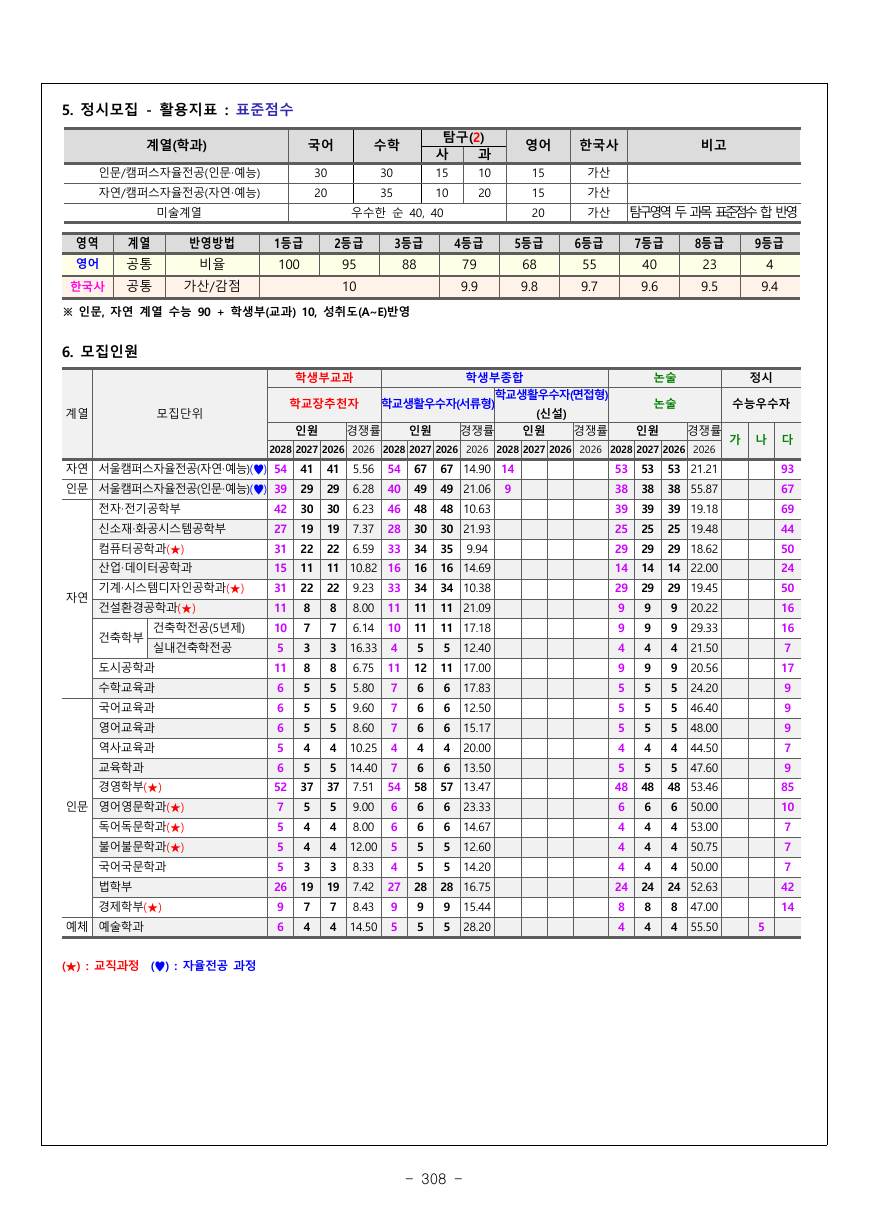 5. 정시모집 - 활용지표 : 표준점수
계열(학과) 국어 수학 탐구(2) 영어 한국사 비고
사 과
인문/캠퍼스자율전공(인문·예능) 30 30 15 10 15 가산
자연/캠퍼스자율전공(자연·예능) 20 35 10 20 15 가산
미술계열 우수한 순 40, 40 20 가산 탐구영역 두 과목 표준점수 합 반영
영역 계열 반영방법 1등급 2등급 3등급 4등급 5등급 6등급 7등급 8등급 9등급
영어 공통 비율 100 95 88 79 68 55 40 23 4
한국사 공통 가산/감점 10 9.9 9.8 9.7 9.6 9.5 9.4
※ 인문, 자연 계열 수능 90 + 학생부(교과) 10, 성취도(A~E)반영
6. 모집인원
계열 모집단위 학생부교과 학생부종합 논술 정시
학교장추천자 학교생활우수자(서류형) 학교생활우수자(면접형)(신설) 논술 수능우수자
인원 경쟁률 인원 경쟁률 인원 경쟁률 인원 경쟁률 가 나 다
2028 2027 2026 2026 2028 2027 2026 2026 2028 2027 2026 2026 2028 2027 2026 2026
자연 서울캠퍼스자율전공(자연·예능)(♥) 54 41 41 5.56 54 67 67 14.90 14 53 53 53 21.21 93
인문 서울캠퍼스자율전공(인문·예능)(♥) 39 29 29 6.28 40 49 49 21.06 9 38 38 38 55.87 67
자연 전자·전기공학부 42 30 30 6.23 46 48 48 10.63 39 39 39 19.18 69
신소재·화공시스템공학부 27 19 19 7.37 28 30 30 21.93 25 25 25 19.48 44
컴퓨터공학과(★) 31 22 22 6.59 33 34 35 9.94 29 29 29 18.62 50
산업·데이터공학과 15 11 11 10.82 16 16 16 14.69 14 14 14 22.00 24
기계·시스템디자인공학과(★) 31 22 22 9.23 33 34 34 10.38 29 29 29 19.45 50
건설환경공학과(★) 11 8 8 8.00 11 11 11 21.09 9 9 9 20.22 16
건축학부 건축학전공(5년제) 10 7 7 6.14 10 11 11 17.18 9 9 9 29.33 16
실내건축학전공 5 3 3 16.33 4 5 5 12.40 4 4 4 21.50 7
도시공학과 11 8 8 6.75 11 12 11 17.00 9 9 9 20.56 17
수학교육과 6 5 5 5.80 7 6 6 17.83 5 5 5 24.20 9
인문 국어교육과 6 5 5 9.60 7 6 6 12.50 5 5 5 46.40 9
영어교육과 6 5 5 8.60 7 6 6 15.17 5 5 5 48.00 9
역사교육과 5 4 4 10.25 4 4 4 20.00 4 4 4 44.50 7
교육학과 6 5 5 14.40 7 6 6 13.50 5 5 5 47.60 9
경영학부(★) 52 37 37 7.51 54 58 57 13.47 48 48 48 53.46 85
영어영문학과(★) 7 5 5 9.00 6 6 6 23.33 6 6 6 50.00 10
독어독문학과(★) 5 4 4 8.00 6 6 6 14.67 4 4 4 53.00 7
불어불문학과(★) 5 4 4 12.00 5 5 5 12.60 4 4 4 50.75 7
국어국문학과 5 3 3 8.33 4 5 5 14.20 4 4 4 50.00 7
법학부 26 19 19 7.42 27 28 28 16.75 24 24 24 52.63 42
경제학부(★) 9 7 7 8.43 9 9 9 15.44 8 8 8 47.00 14
예체 예술학과 6 4 4 14.50 5 5 5 28.20 4 4 4 55.50 5
(★) : 교직과정 (♥) : 자율전공 과정
- 308 -